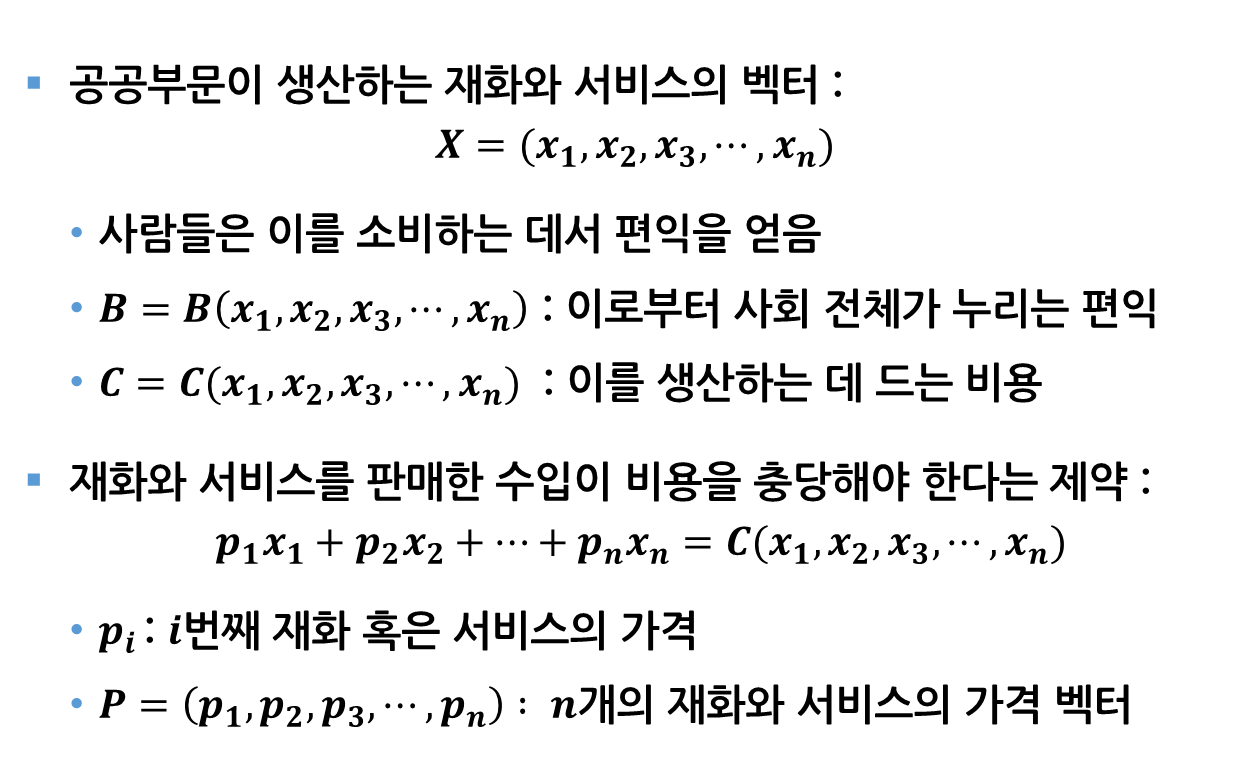 ▪ 공공부문이 생산하는 재화와 서비스의 벡터 :
X = (x₁, x₂, x₃, ⋯ , xₙ)
• 사람들은 이를 소비하는 데서 편익을 얻음
• B = B(x₁, x₂, x₃, ⋯ , xₙ) : 이로부터 사회 전체가 누리는 편익
• C = C(x₁, x₂, x₃, ⋯ , xₙ) : 이를 생산하는 데 드는 비용
▪ 재화와 서비스를 판매한 수입이 비용을 충당해야 한다는 제약 :
p₁x₁ + p₂x₂ + ⋯ + pₙxₙ = C(x₁, x₂, x₃, ⋯ , xₙ)
• pᵢ : i번째 재화 혹은 서비스의 가격
• P = (p₁, p₂, p₃, ⋯ , pₙ) : n개의 재화와 서비스의 가격 벡터